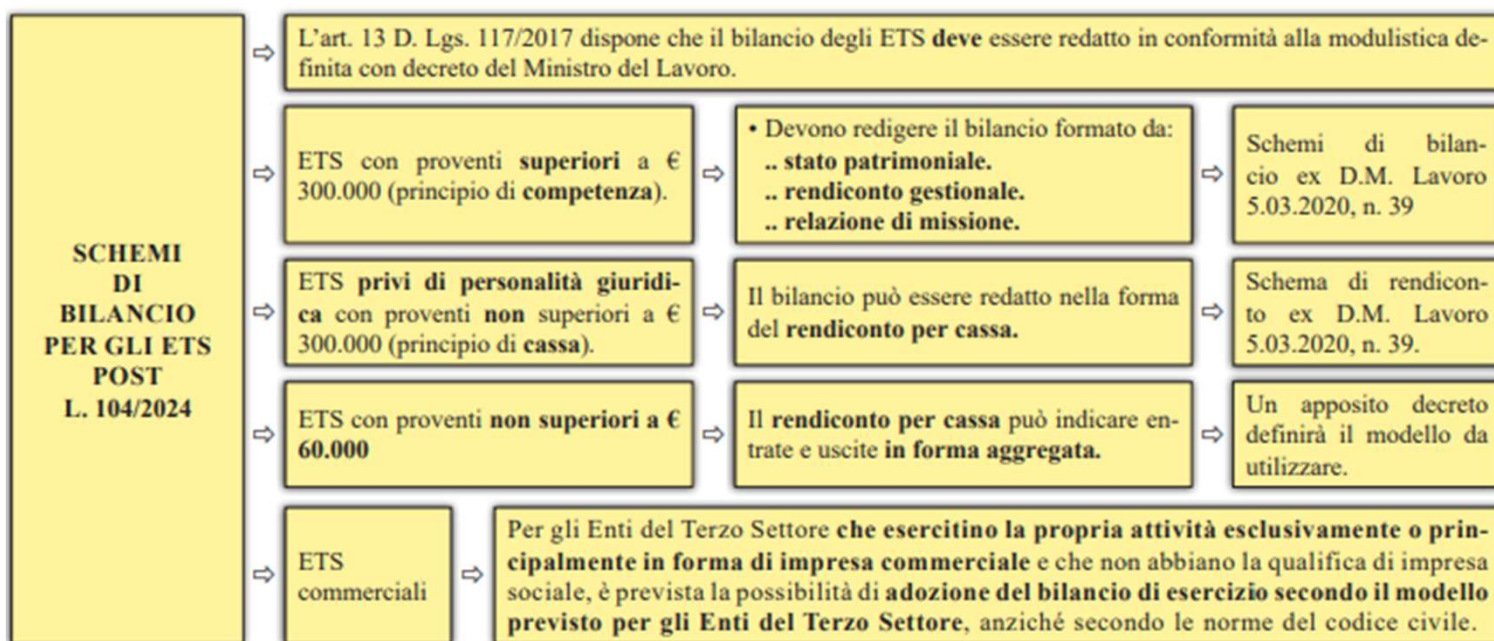 SCHEMI
DI
BILANCIO
PER GLI ETS
POST
L. 104/2024
L'art. 13 D. Lgs. 117/2017 dispone che il bilancio degli ETS deve essere redatto in conformità alla modulistica de-
finita con decreto del Ministro del Lavoro.
ETS con proventi superiori a €
300.000 (principio di competenza).
• Devono redigere il bilancio formato da:
.. stato patrimoniale.
.. rendiconto gestionale.
.. relazione di missione.
Schemi di bilan-
cio ex D.M. Lavoro
5.03.2020, n. 39
ETS privi di personalità giuridi-
ca con proventi non superiori a €
300.000 (principio di cassa).
Il bilancio può essere redatto nella forma
del rendiconto per cassa.
Schema di rendicon-
to ex D.M. Lavoro
5.03.2020, n. 39.
ETS con proventi non superiori a €
60.000
Il rendiconto per cassa può indicare en-
trate e uscite in forma aggregata.
Un apposito decreto
definirà il modello da
utilizzare.
ETS
commerciali
Per gli Enti del Terzo Settore che esercitino la propria attività esclusivamente o prin-
cipalmente in forma di impresa commerciale e che non abbiano la qualifica di impresa
sociale, è prevista la possibilità di adozione del bilancio di esercizio secondo il modello
previsto per gli Enti del Terzo Settore, anziché secondo le norme del codice civile.